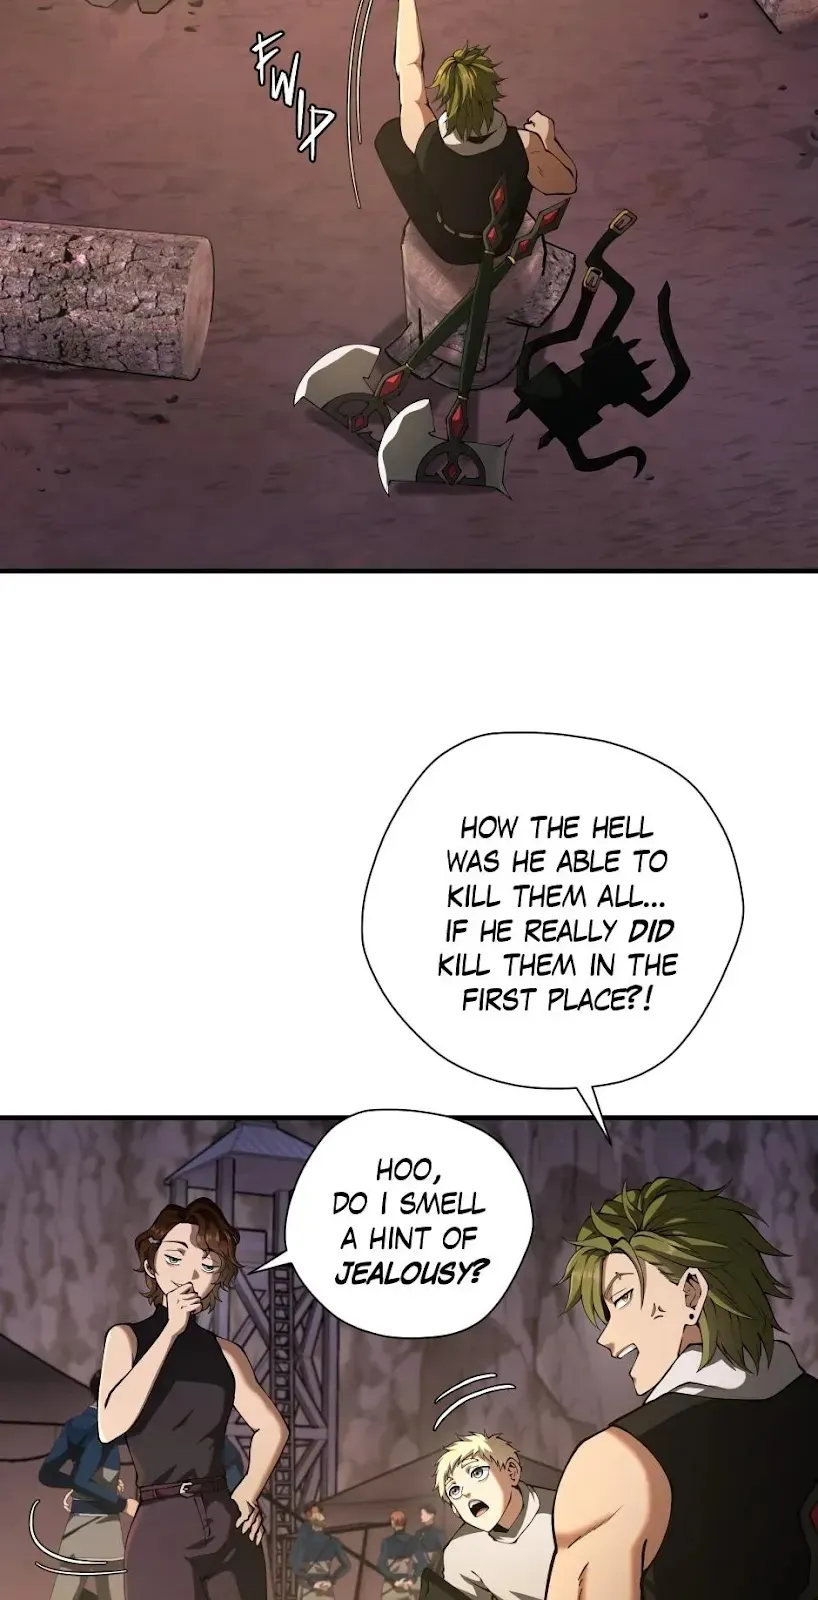 FWIP
HOW THE HELL
WAS HE ABLE TO
KILL THEM ALL...
IF HE REALLY DID
KILL THEM IN THE
FIRST PLACE?!
HOO,
DO I SMELL
A HINT OF
JEALOUSY?